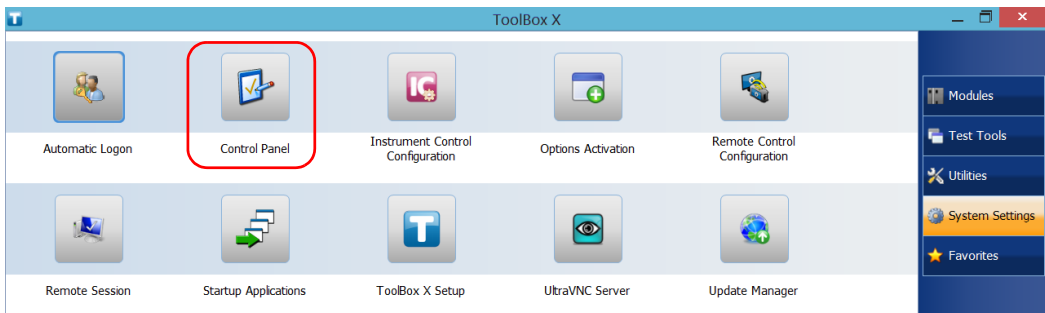 ToolBox X
Automatic Logon
Control Panel
Instrument Control
Configuration
Options Activation
Remote Control
Configuration
Remote Session
Startup Applications
ToolBox X Setup
UltraVNC Server
Update Manager
Modules
Test Tools
Utilities
System Settings
Favorites